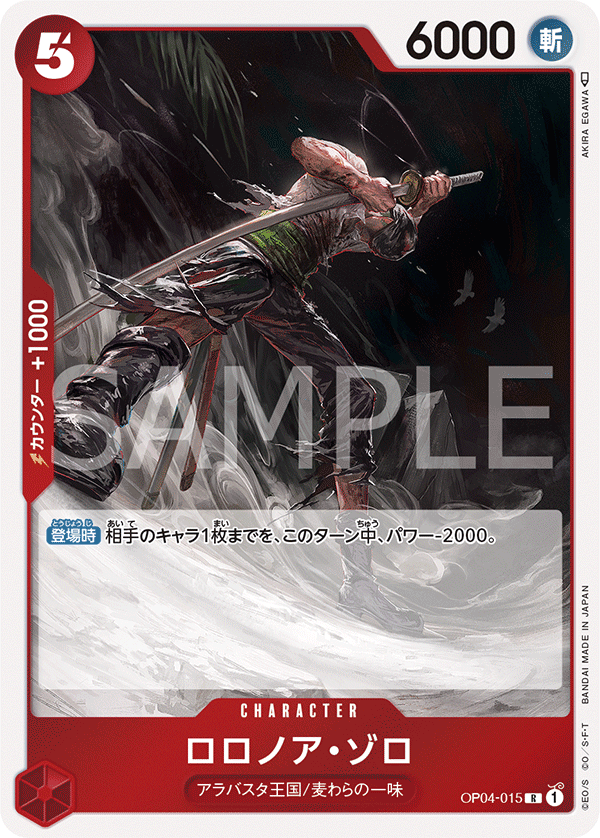 5
6000
斬
AKIRA EGAWA
カウンター +1000
SAMPLE
とうじょうじ あいて まい ちゅう
登場時 相手のキャラ1枚までを、このターン中、パワー-2000。
CHARACTER
ロロノア・ゾロ
アラバスタ王国/麦わらの一味
OP04-015 R 1
©E.O/S ©O/S・F・T BANDAI MADE IN JAPAN